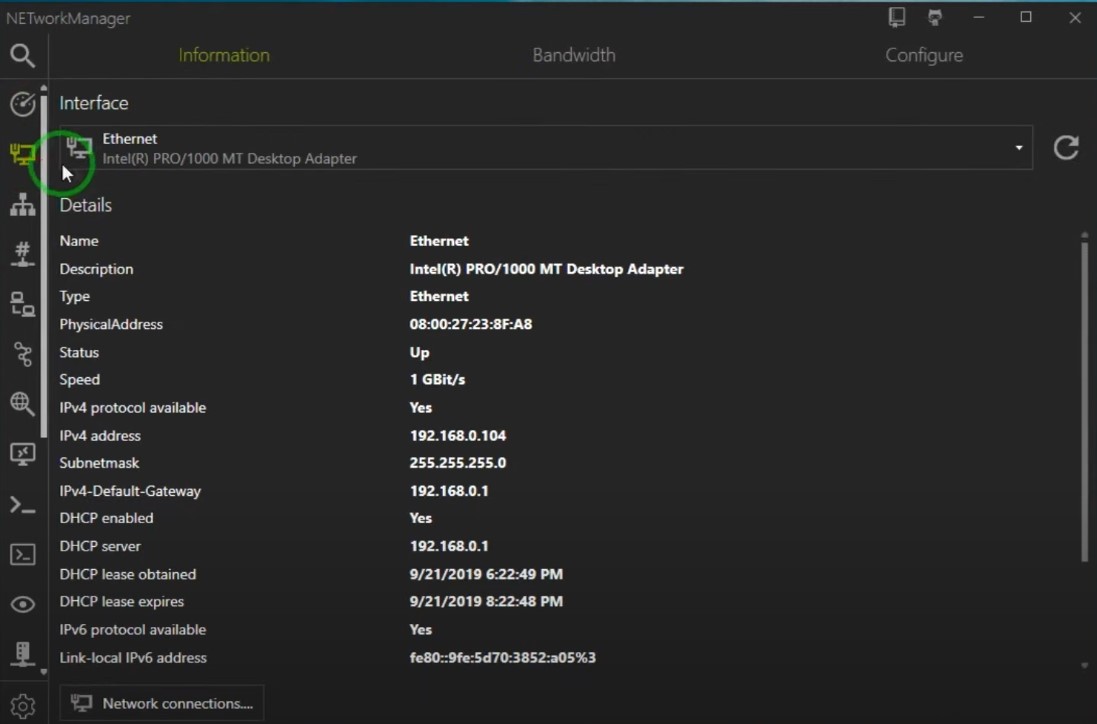 NETworkManager
Information Bandwidth Configure
Interface
Ethernet
Intel(R) PRO/1000 MT Desktop Adapter
Details
Name Ethernet
Description Intel(R) PRO/1000 MT Desktop Adapter
Type Ethernet
PhysicalAddress 08:00:27:23:8F:A8
Status Up
Speed 1 GBit/s
IPv4 protocol available Yes
IPv4 address 192.168.0.104
Subnetmask 255.255.255.0
IPv4-Default-Gateway 192.168.0.1
DHCP enabled Yes
DHCP server 192.168.0.1
DHCP lease obtained 9/21/2019 6:22:49 PM
DHCP lease expires 9/21/2019 8:22:48 PM
IPv6 protocol available Yes
Link-local IPv6 address fe80::9fe:5d70:3852:a05%3
Network connections....